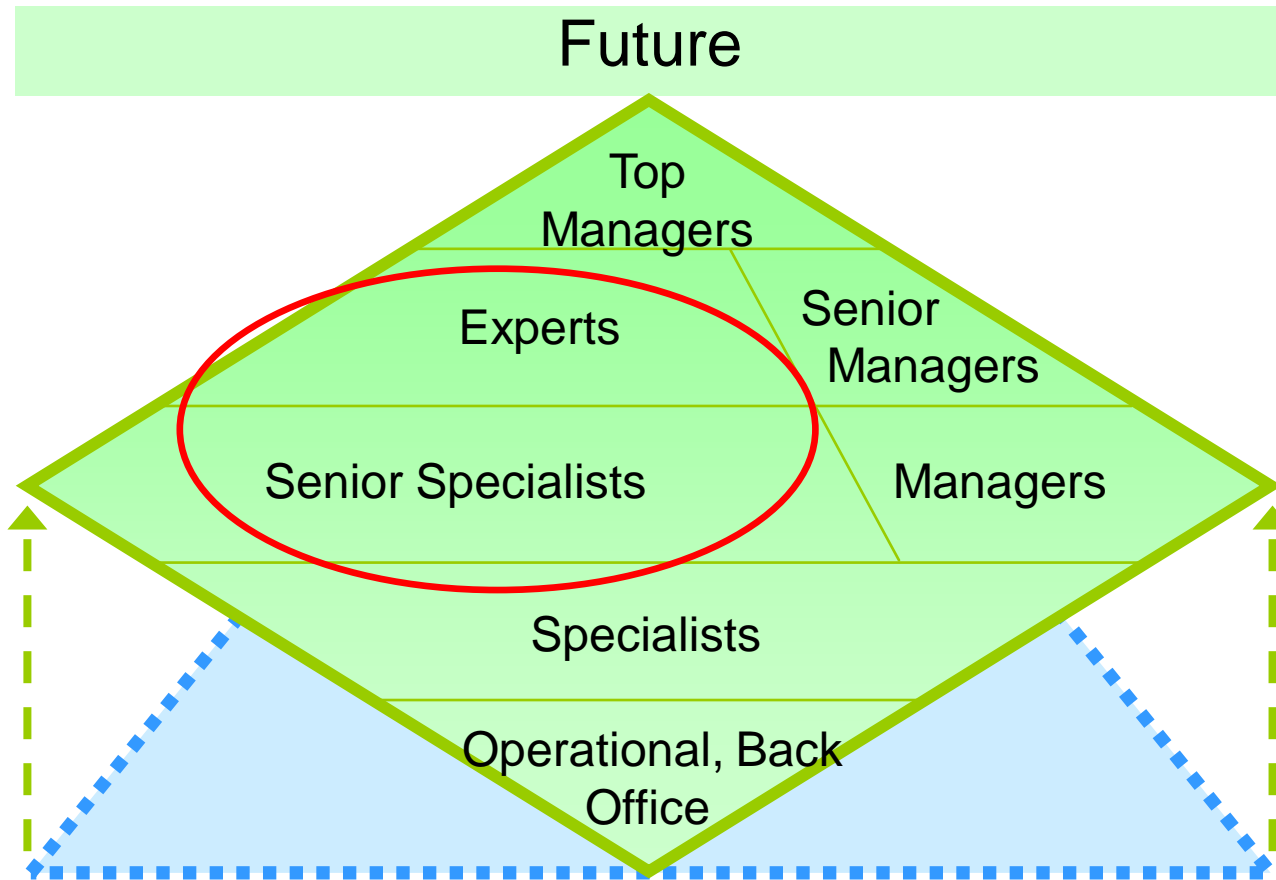 Future
Top
Managers
Experts
Senior
Managers
Senior Specialists
Managers
Specialists
Operational, Back
Office